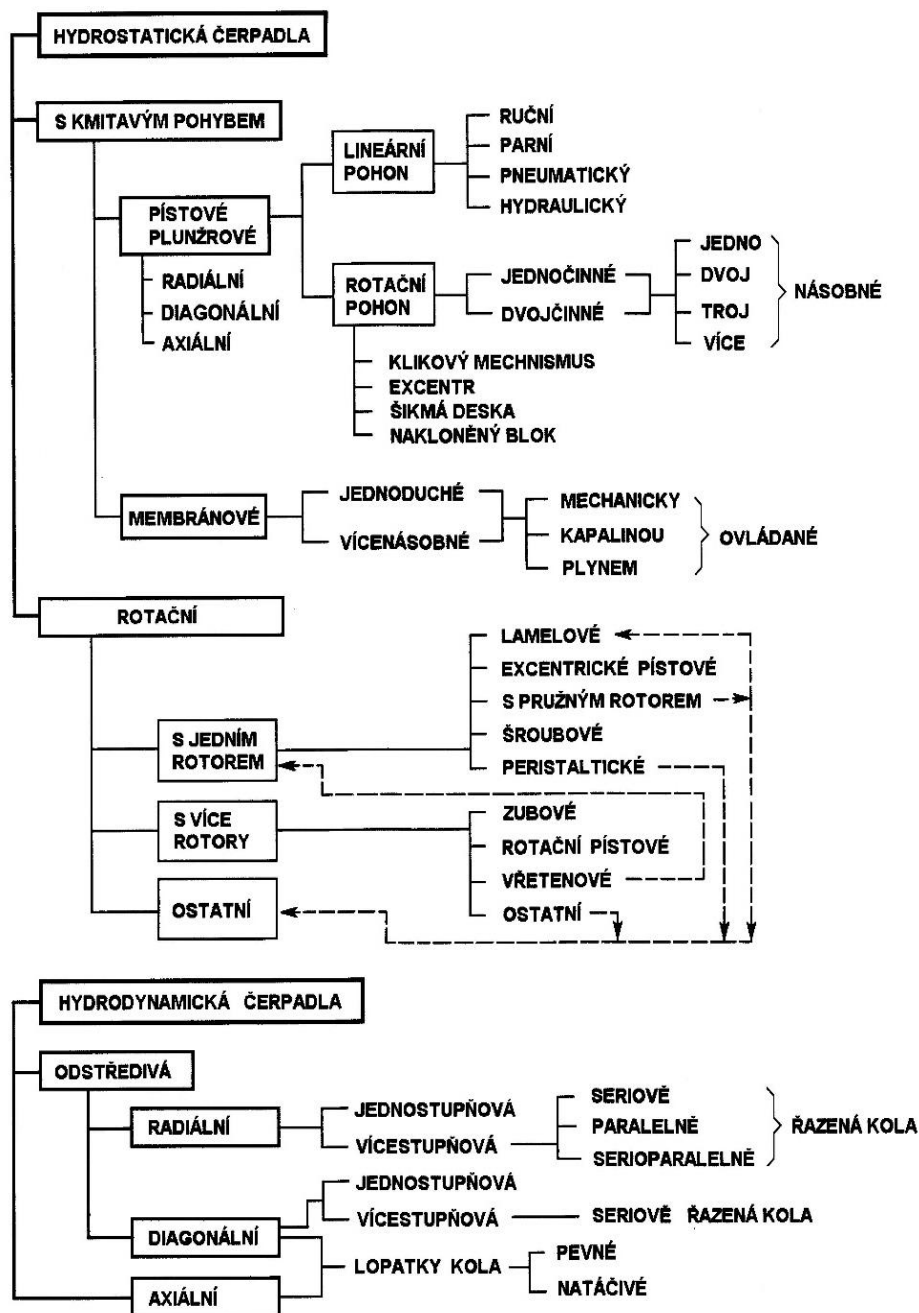 HYDROSTATICKÁ ČERPADLA
S KMITAVÝM POHYBEM
PÍSTOVÉ
PLUNŽROVÉ
RADIÁLNÍ
DIAGONÁLNÍ
AXIÁLNÍ
LINEÁRNÍ
POHON
RUČNÍ
PARNÍ
PNEUMATICKÝ
HYDRAULICKÝ
ROTAČNÍ
POHON
JEDNOČINNÉ
DVOJČINNÉ
JEDNO
DVOJ
TROJ
VÍCE
NÁSOBNÉ
KLIKOVÝ MECHNISMUS
EXCENTR
ŠIKMÁ DESKA
NAKLONĚNÝ BLOK
MEMBRÁNOVÉ
JEDNODUCHÉ
VÍCENÁSOBNÉ
MECHANICKY
KAPALINOU
PLYNEM
OVLÁDANÉ
ROTAČNÍ
S JEDNÍM
ROTOREM
LAMELOVÉ
EXCENTRICKÉ PÍSTOVÉ
S PRUŽNÝM ROTOREM
ŠROUBOVÉ
PERISTALTICKÉ
S VÍCE
ROTORY
ZUBOVÉ
ROTAČNÍ PÍSTOVÉ
VŘETENOVÉ
OSTATNÍ
OSTATNÍ
HYDRODYNAMICKÁ ČERPADLA
ODSTŘEDIVÁ
RADIÁLNÍ
JEDNOSTUPŇOVÁ
VÍCESTUPŇOVÁ
SERIOVĚ
PARALELNĚ
SERIOPARALELNĚ
ŘAZENÁ KOLA
DIAGONÁLNÍ
JEDNOSTUPŇOVÁ
VÍCESTUPŇOVÁ
SERIOVĚ ŘAZENÁ KOLA
AXIÁLNÍ
LOPATKY KOLA
PEVNÉ
NATÁČIVÉ